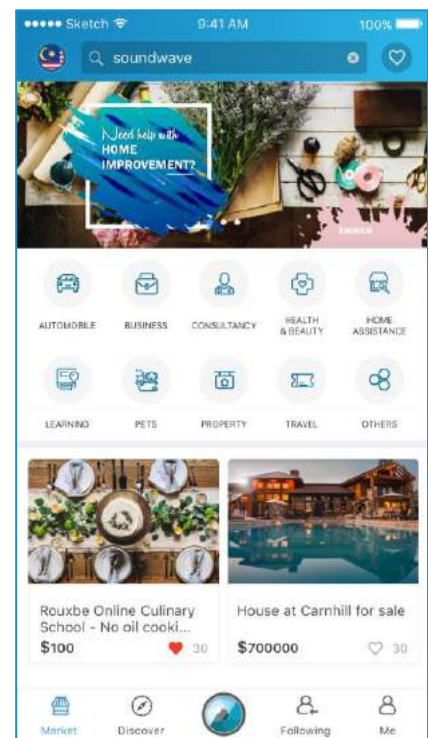 Sketch 9:41 AM 100%
soundwave
Need help with
HOME
IMPROVEMENT?
AUTOMOBILE BUSINESS CONSULTANCY HEALTH & BEAUTY HOME ASSISTANCE
LEARNING PETS PROPERTY TRAVEL OTHERS
Rouxbe Online Culinary
School - No oil cooki...
$100 30
House at Carnhill for sale
$700000 30
Market Discover Following Me